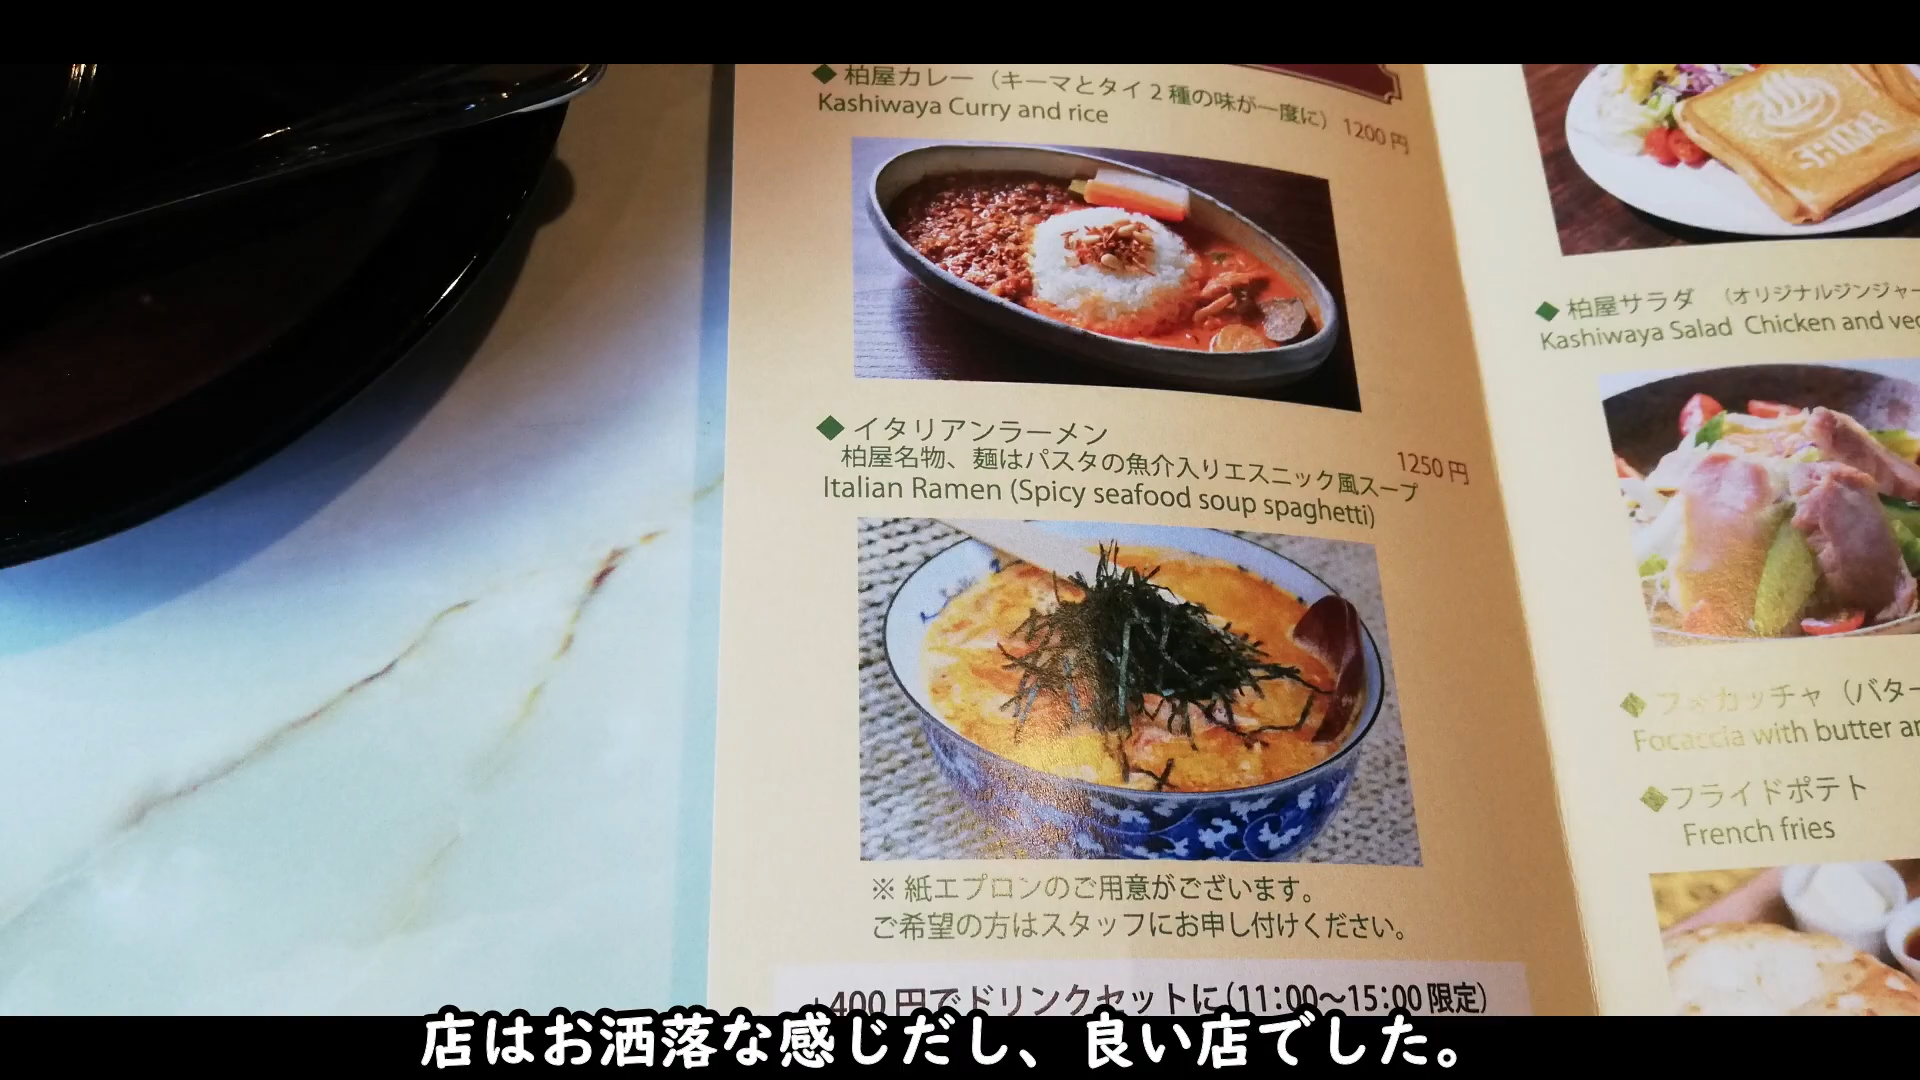 ◆ 柏屋カレー（キーマとタイ2種の味が一度に） 1200円
Kashiwaya Curry and rice
◆ イタリアンラーメン
柏屋名物、麺はパスタの魚介入りエスニック風スープ 1250円
Italian Ramen (Spicy seafood soup spaghetti)
※ 紙エプロンのご用意がございます。
ご希望の方はスタッフにお申し付けください。
+400円でドリンクセットに(11:00〜15:00限定)
SHIMA
◆ 柏屋サラダ （オリジナルジンジャー
Kashiwaya Salad Chicken and
◆ フォカッチャ（バター
Focaccia with butter
◆フライドポテト
French fries
店はお洒落な感じだし、良い店でした。